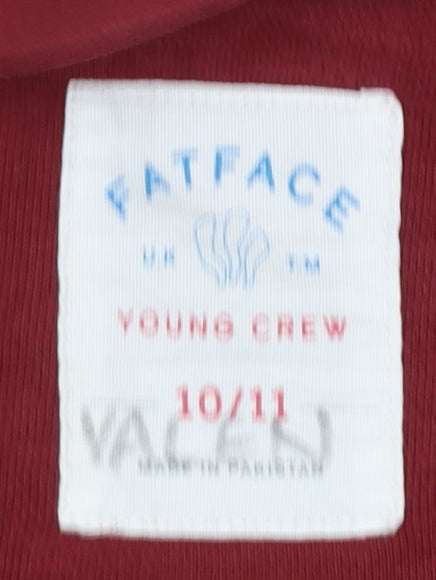 FATFACE
UK TM
YOUNG CREW
10/11
MADE IN PAKISTAN